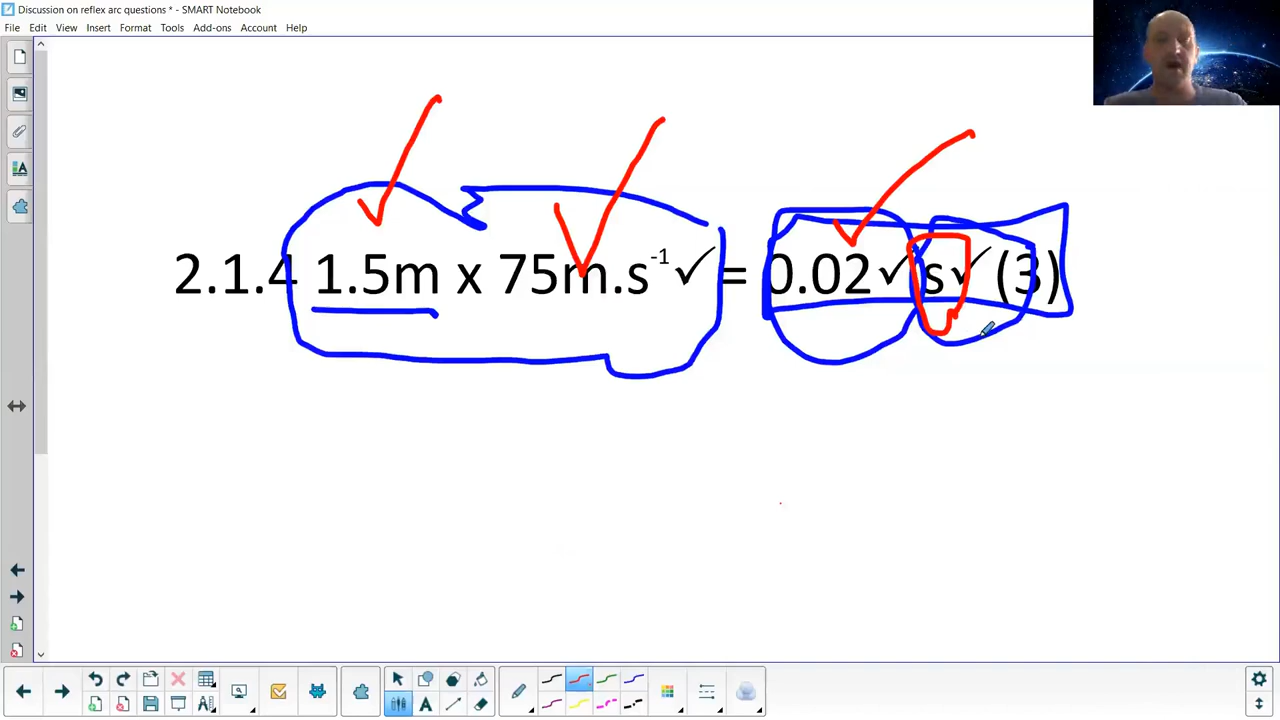 Discussion on reflex arc questions * - SMART Notebook
File Edit View Insert Format Tools Add-ons Account Help
2.1.4 1.5m x 75m.s⁻¹✓= 0.02✓s✓(3)